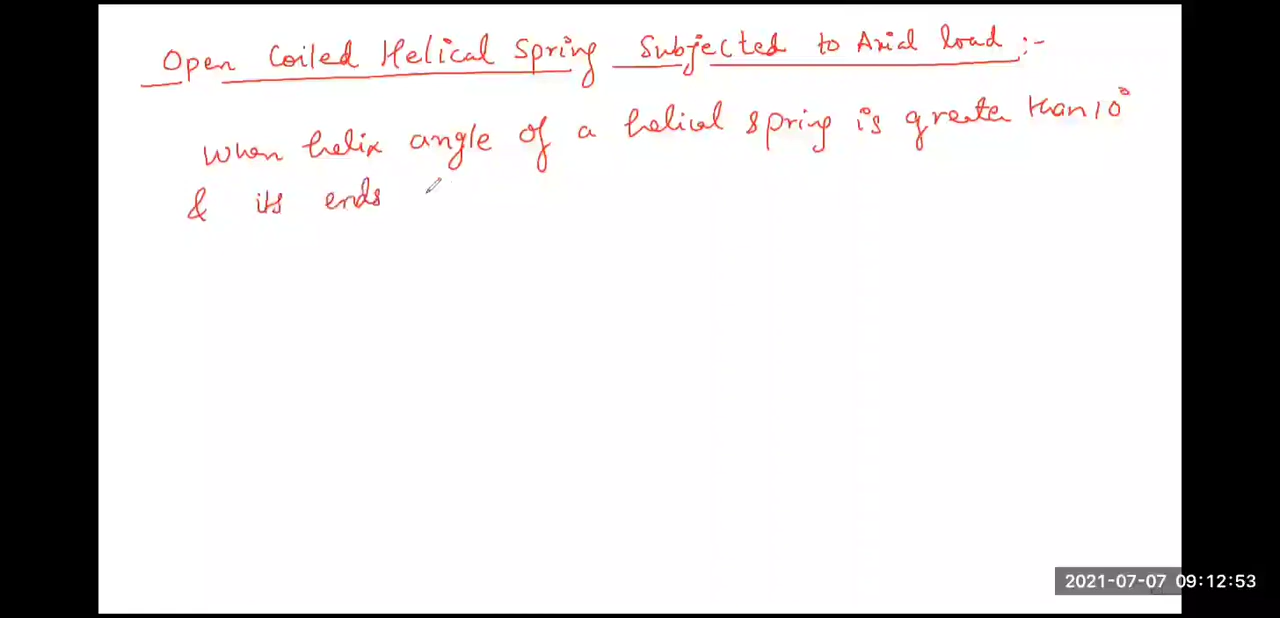 Open Coiled Helical Spring Subjected to Axial load :-
When helix angle of a helical spring is greater than 10°
& its ends
2021-07-07 09:12:53